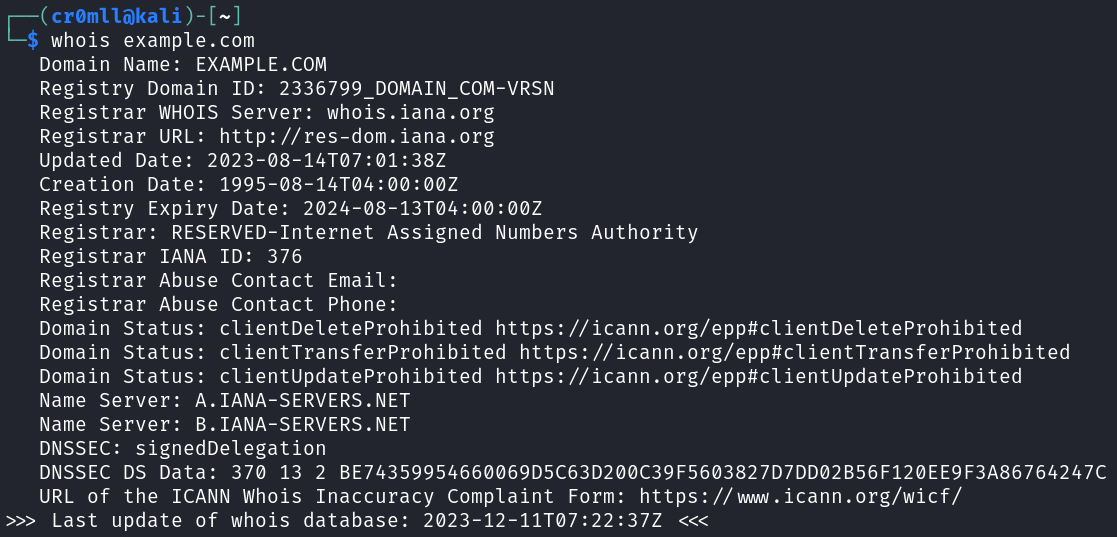 ┌──(cr0mll@kali)-[~]
└─$ whois example.com
Domain Name: EXAMPLE.COM
Registry Domain ID: 2336799_DOMAIN_COM-VRSN
Registrar WHOIS Server: whois.iana.org
Registrar URL: http://res-dom.iana.org
Updated Date: 2023-08-14T07:01:38Z
Creation Date: 1995-08-14T04:00:00Z
Registry Expiry Date: 2024-08-13T04:00:00Z
Registrar: RESERVED-Internet Assigned Numbers Authority
Registrar IANA ID: 376
Registrar Abuse Contact Email:
Registrar Abuse Contact Phone:
Domain Status: clientDeleteProhibited https://icann.org/epp#clientDeleteProhibited
Domain Status: clientTransferProhibited https://icann.org/epp#clientTransferProhibited
Domain Status: clientUpdateProhibited https://icann.org/epp#clientUpdateProhibited
Name Server: A.IANA-SERVERS.NET
Name Server: B.IANA-SERVERS.NET
DNSSEC: signedDelegation
DNSSEC DS Data: 370 13 2 BE74359954660069D5C63D200C39F5603827D7DD02B56F120EE9F3A86764247C
URL of the ICANN Whois Inaccuracy Complaint Form: https://www.icann.org/wicf/
>>> Last update of whois database: 2023-12-11T07:22:37Z <<<